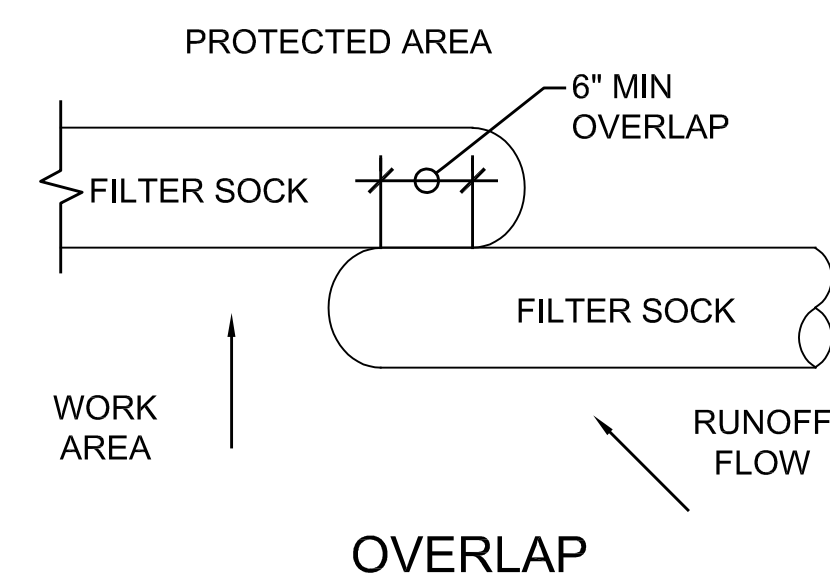 PROTECTED AREA
6" MIN
OVERLAP
FILTER SOCK
FILTER SOCK
WORK
AREA
RUNOFF
FLOW
OVERLAP